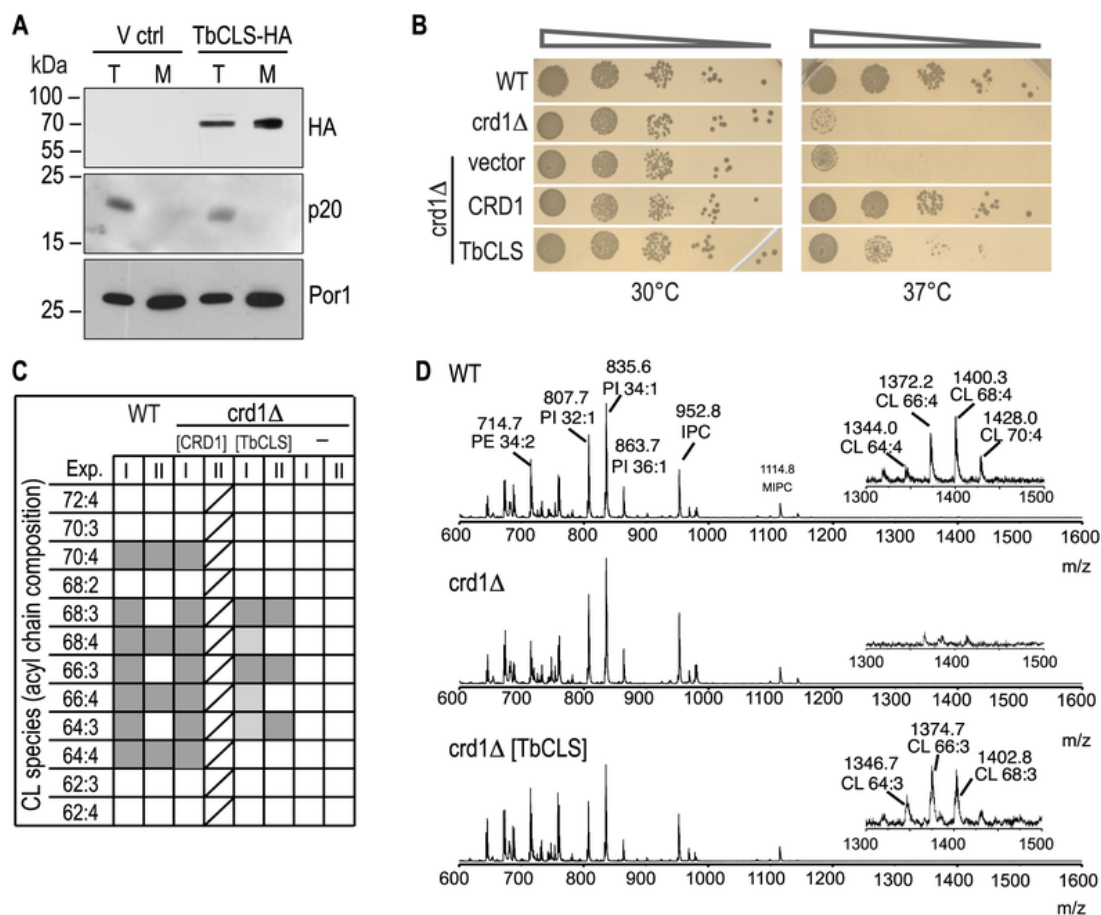 A
V ctrl TbCLS-HA
kDa T M T M
100
70 HA
55
25
p20
15
Por1
25
B
WT
crd1Δ
vector
CRD1
TbCLS
crd1Δ
30°C 37°C
C
WT crd1Δ
[CRD1] [TbCLS] –
Exp. I II I II I II I II
CL species (acyl chain composition)
72:4
70:3
70:4
68:2
68:3
68:4
66:3
66:4
64:3
64:4
62:3
62:4
D
WT
714.7
PE 34:2
807.7
PI 32:1
835.6
PI 34:1
863.7
PI 36:1
952.8
IPC
1114.8
MIPC
1344.0
CL 64:4
1372.2
CL 66:4
1400.3
CL 68:4
1428.0
CL 70:4
1300 1400 1500
600 700 800 900 1000 1100 1200 1300 1400 1500 1600
m/z
crd1Δ
1300 1400 1500
600 700 800 900 1000 1100 1200 1300 1400 1500 1600
m/z
crd1Δ [TbCLS]
1346.7
CL 64:3
1374.7
CL 66:3
1402.8
CL 68:3
1300 1400 1500
600 700 800 900 1000 1100 1200 1300 1400 1500 1600
m/z